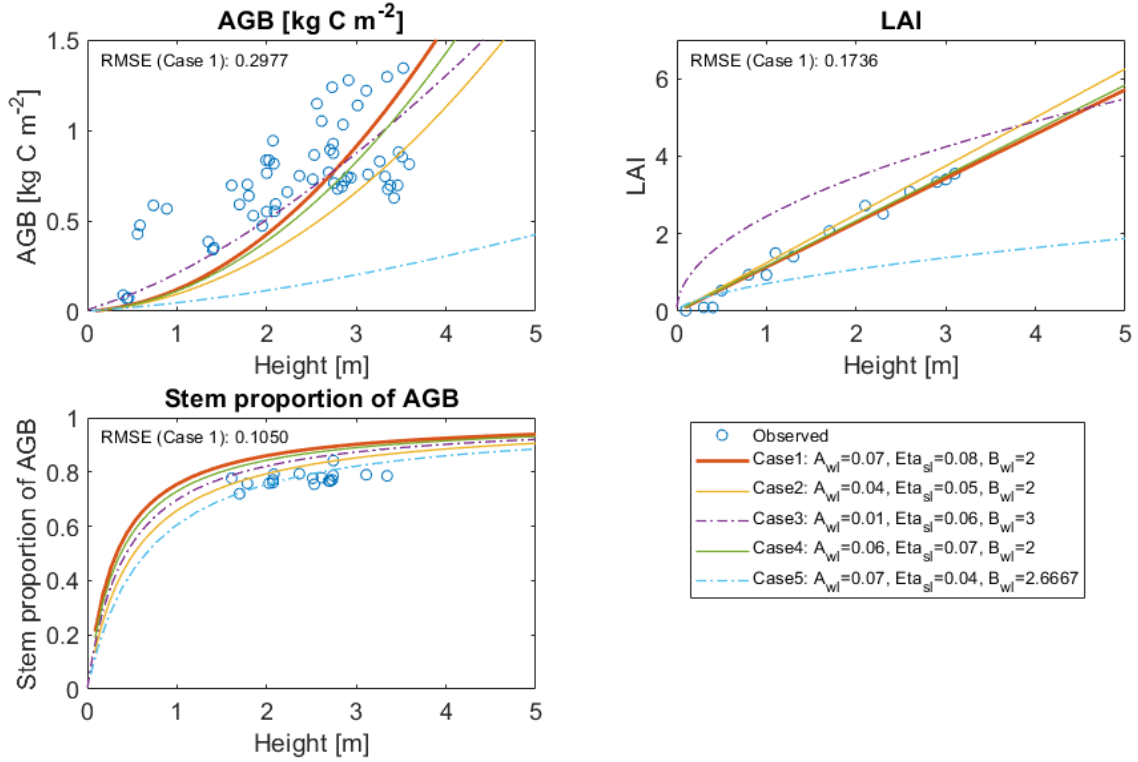 AGB [kg C m-2]
RMSE (Case 1): 0.2977
AGB [kg C m-2]
1.5
1
0.5
0
0 1 2 3 4 5
Height [m]
LAI
RMSE (Case 1): 0.1736
LAI
6
4
2
0
0 1 2 3 4 5
Height [m]
Stem proportion of AGB
RMSE (Case 1): 0.1050
Stem proportion of AGB
1
0.8
0.6
0.4
0.2
0
0 1 2 3 4 5
Height [m]
Observed
Case1: Awl=0.07, Etasl=0.08, Bwl=2
Case2: Awl=0.04, Etasl=0.05, Bwl=2
Case3: Awl=0.01, Etasl=0.06, Bwl=3
Case4: Awl=0.06, Etasl=0.07, Bwl=2
Case5: Awl=0.07, Etasl=0.04, Bwl=2.6667